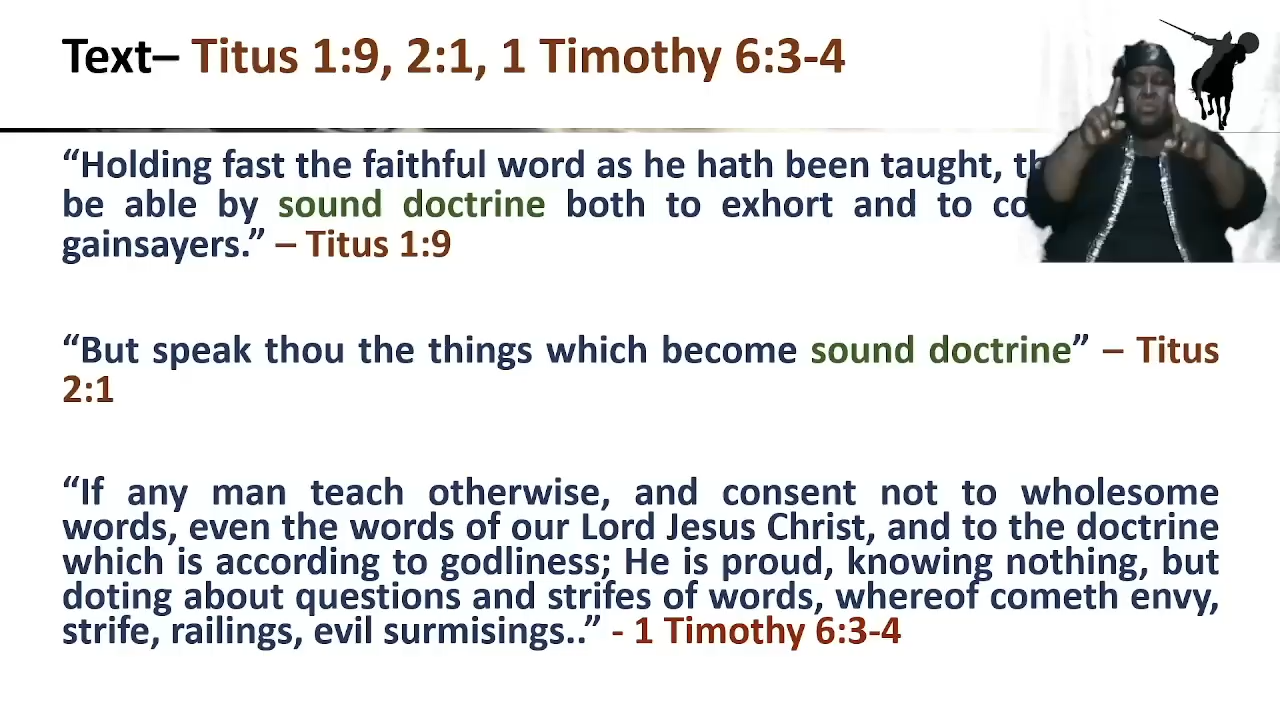 Text– Titus 1:9, 2:1, 1 Timothy 6:3-4
“Holding fast the faithful word as he hath been taught,
be able by sound doctrine both to exhort and to
gainsayers.” – Titus 1:9
“But speak thou the things which become sound doctrine” – Titus
2:1
“If any man teach otherwise, and consent not to wholesome
words, even the words of our Lord Jesus Christ, and to the doctrine
which is according to godliness; He is proud, knowing nothing, but
doting about questions and strifes of words, whereof cometh envy,
strife, railings, evil surmisings..” - 1 Timothy 6:3-4